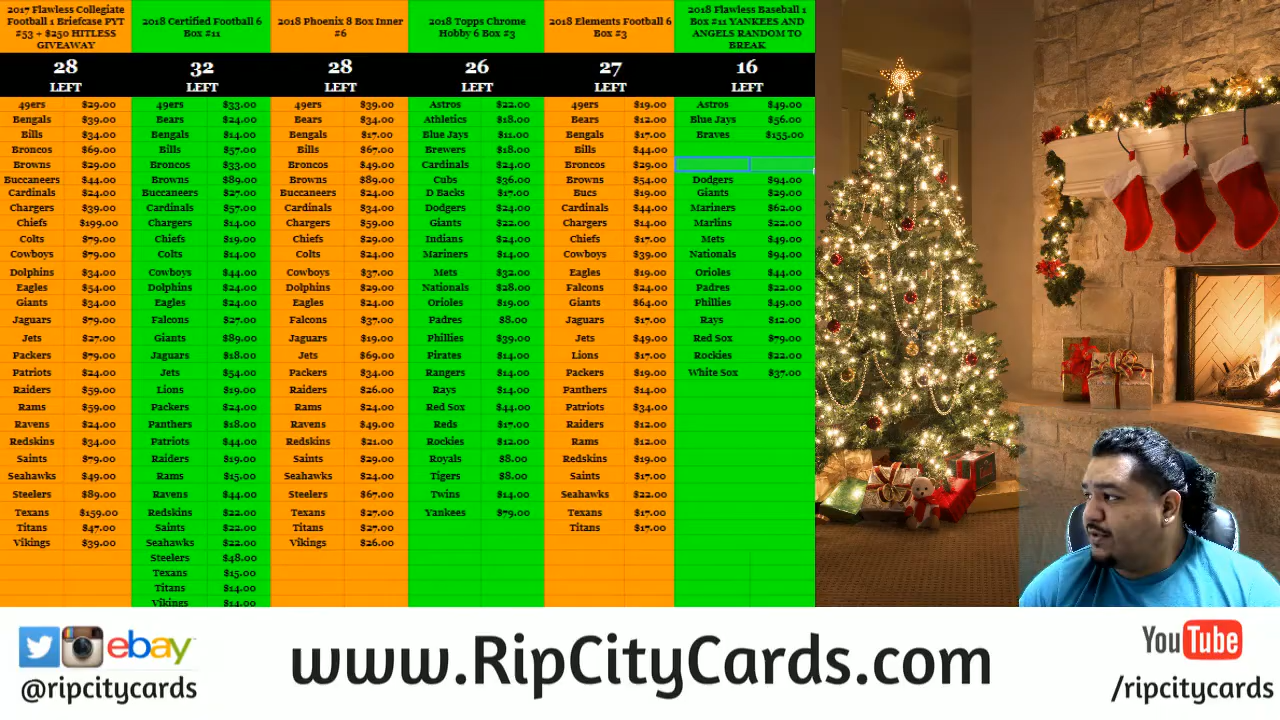 2017 Flawless Collegiate
Football 1 Briefcase PYT
#53 + $250 HITLESS
GIVEAWAY
28
LEFT
49ers $29.00
Bengals $39.00
Bills $34.00
Broncos $69.00
Browns $29.00
Buccaneers $44.00
Cardinals $24.00
Chargers $39.00
Chiefs $199.00
Colts $79.00
Cowboys $79.00
Dolphins $34.00
Eagles $54.00
Giants $34.00
Jaguars $79.00
Jets $27.00
Packers $79.00
Patriots $24.00
Raiders $59.00
Rams $59.00
Ravens $24.00
Redskins $34.00
Saints $79.00
Seahawks $49.00
Steelers $89.00
Texans $159.00
Titans $47.00
Vikings $39.00
2018 Certified Football 6
Box #11
32
LEFT
49ers $33.00
Bears $24.00
Bengals $14.00
Bills $57.00
Broncos $33.00
Browns $89.00
Buccaneers $27.00
Cardinals $57.00
Chargers $14.00
Chiefs $19.00
Colts $14.00
Cowboys $44.00
Dolphins $24.00
Eagles $24.00
Falcons $27.00
Giants $89.00
Jaguars $18.00
Jets $54.00
Lions $19.00
Packers $24.00
Panthers $18.00
Patriots $44.00
Raiders $19.00
Rams $15.00
Ravens $44.00
Redskins $22.00
Saints $22.00
Seahawks $22.00
Steelers $48.00
Texans $15.00
Titans $14.00
Vikings $14.00
2018 Phoenix 8 Box Inner
#6
28
LEFT
49ers $39.00
Bears $34.00
Bengals $17.00
Bills $67.00
Broncos $49.00
Browns $89.00
Buccaneers $24.00
Cardinals $34.00
Chargers $59.00
Chiefs $29.00
Colts $24.00
Cowboys $37.00
Dolphins $29.00
Eagles $24.00
Falcons $37.00
Jaguars $19.00
Jets $69.00
Packers $34.00
Raiders $26.00
Rams $24.00
Ravens $49.00
Redskins $21.00
Saints $29.00
Seahawks $24.00
Steelers $67.00
Texans $27.00
Titans $27.00
Vikings $26.00
2018 Topps Chrome
Hobby 6 Box #3
26
LEFT
Astros $22.00
Athletics $18.00
Blue Jays $11.00
Brewers $18.00
Cardinals $24.00
Cubs $36.00
D Backs $17.00
Dodgers $24.00
Giants $22.00
Indians $24.00
Mariners $14.00
Mets $32.00
Nationals $28.00
Orioles $19.00
Padres $8.00
Phillies $39.00
Pirates $14.00
Rangers $14.00
Rays $14.00
Red Sox $44.00
Reds $17.00
Rockies $12.00
Royals $8.00
Tigers $8.00
Twins $14.00
Yankees $79.00
2018 Elements Football 6
Box #3
27
LEFT
49ers $19.00
Bears $12.00
Bengals $17.00
Bills $44.00
Broncos $29.00
Browns $54.00
Bucs $19.00
Cardinals $44.00
Chargers $14.00
Chiefs $17.00
Cowboys $39.00
Eagles $19.00
Falcons $24.00
Giants $64.00
Jaguars $17.00
Jets $49.00
Lions $17.00
Packers $19.00
Panthers $14.00
Patriots $34.00
Raiders $12.00
Rams $12.00
Redskins $19.00
Saints $17.00
Seahawks $22.00
Texans $17.00
Titans $17.00
2018 Flawless Baseball 1
Box #11 YANKEES AND
ANGELS RANDOM TO
BREAK
16
LEFT
Astros $49.00
Blue Jays $56.00
Braves $155.00
Dodgers $94.00
Giants $29.00
Mariners $62.00
Marlins $22.00
Mets $49.00
Nationals $94.00
Orioles $44.00
Padres $22.00
Phillies $49.00
Rays $12.00
Red Sox $79.00
Rockies $22.00
White Sox $37.00
ebay
@ripcitycards
www.RipCityCards.com
YouTube
/ripcitycards